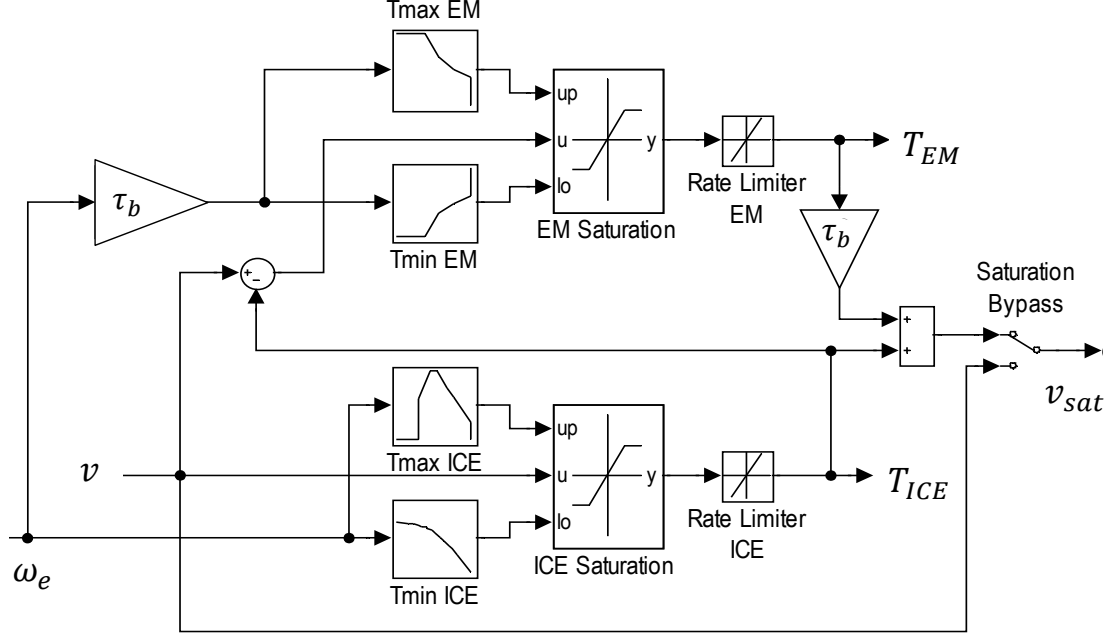 Tmax EM
up
u
y
lo
τ_b
T_EM
Rate Limiter
EM
EM Saturation
Tmin EM
τ_b
Saturation
Bypass
+
−
+
+
v_sat
up
Tmax ICE
v
u
y
T_ICE
lo
Rate Limiter
ICE
ω_e
ICE Saturation
Tmin ICE